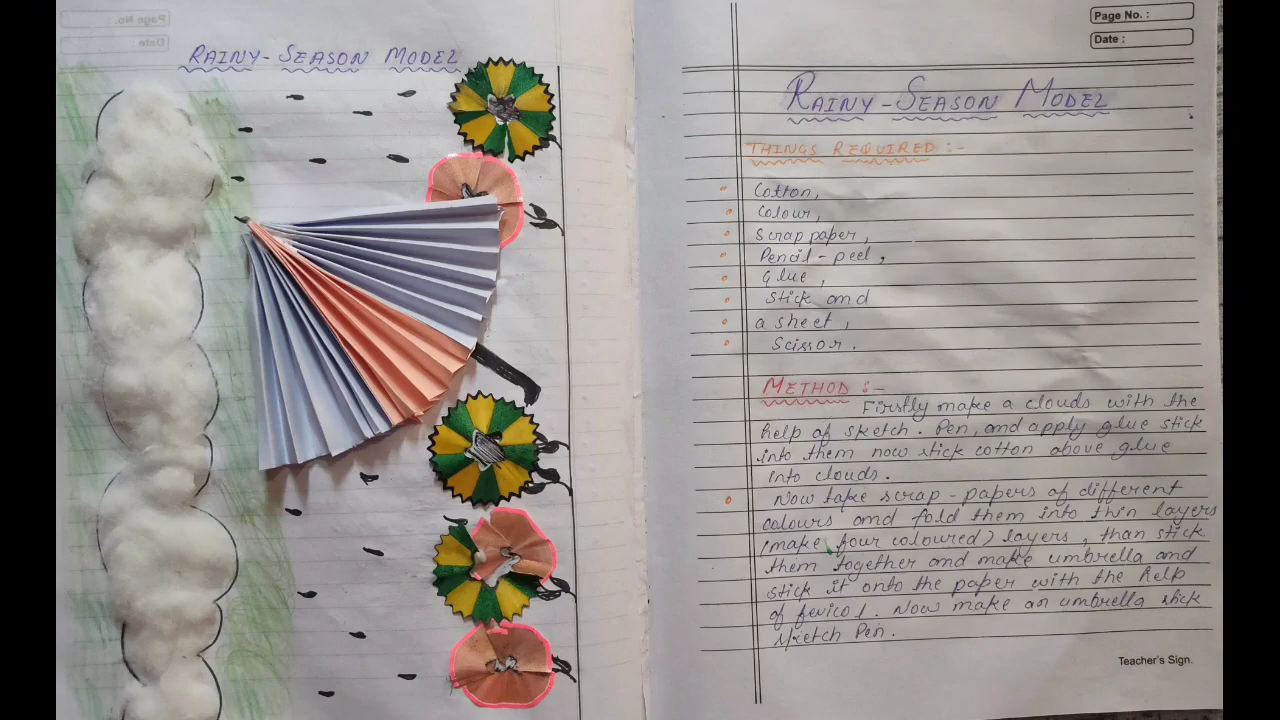 Page No. :
Date :
RAINY-SEASON MODEL
Page No. :
Date :
RAINY-SEASON MODEL
THINGS REQUIRED :-
Cotton,
Colour,
Scrap paper,
Pencil-peel,
Glue,
Stick and
a sheet,
Scissor.
METHOD :-
Firstly make a clouds with the
help of sketch. Pen, and apply glue stick
into them now stick cotton above glue
into clouds.
Now take scrap-papers of different
colours and fold them into thin layers
(make four coloured) layers, than stick
them together and make umbrella and
stick it onto the paper with the help
of fevicol. Now make an umbrella stick
sketch Pen.
Teacher's Sign.